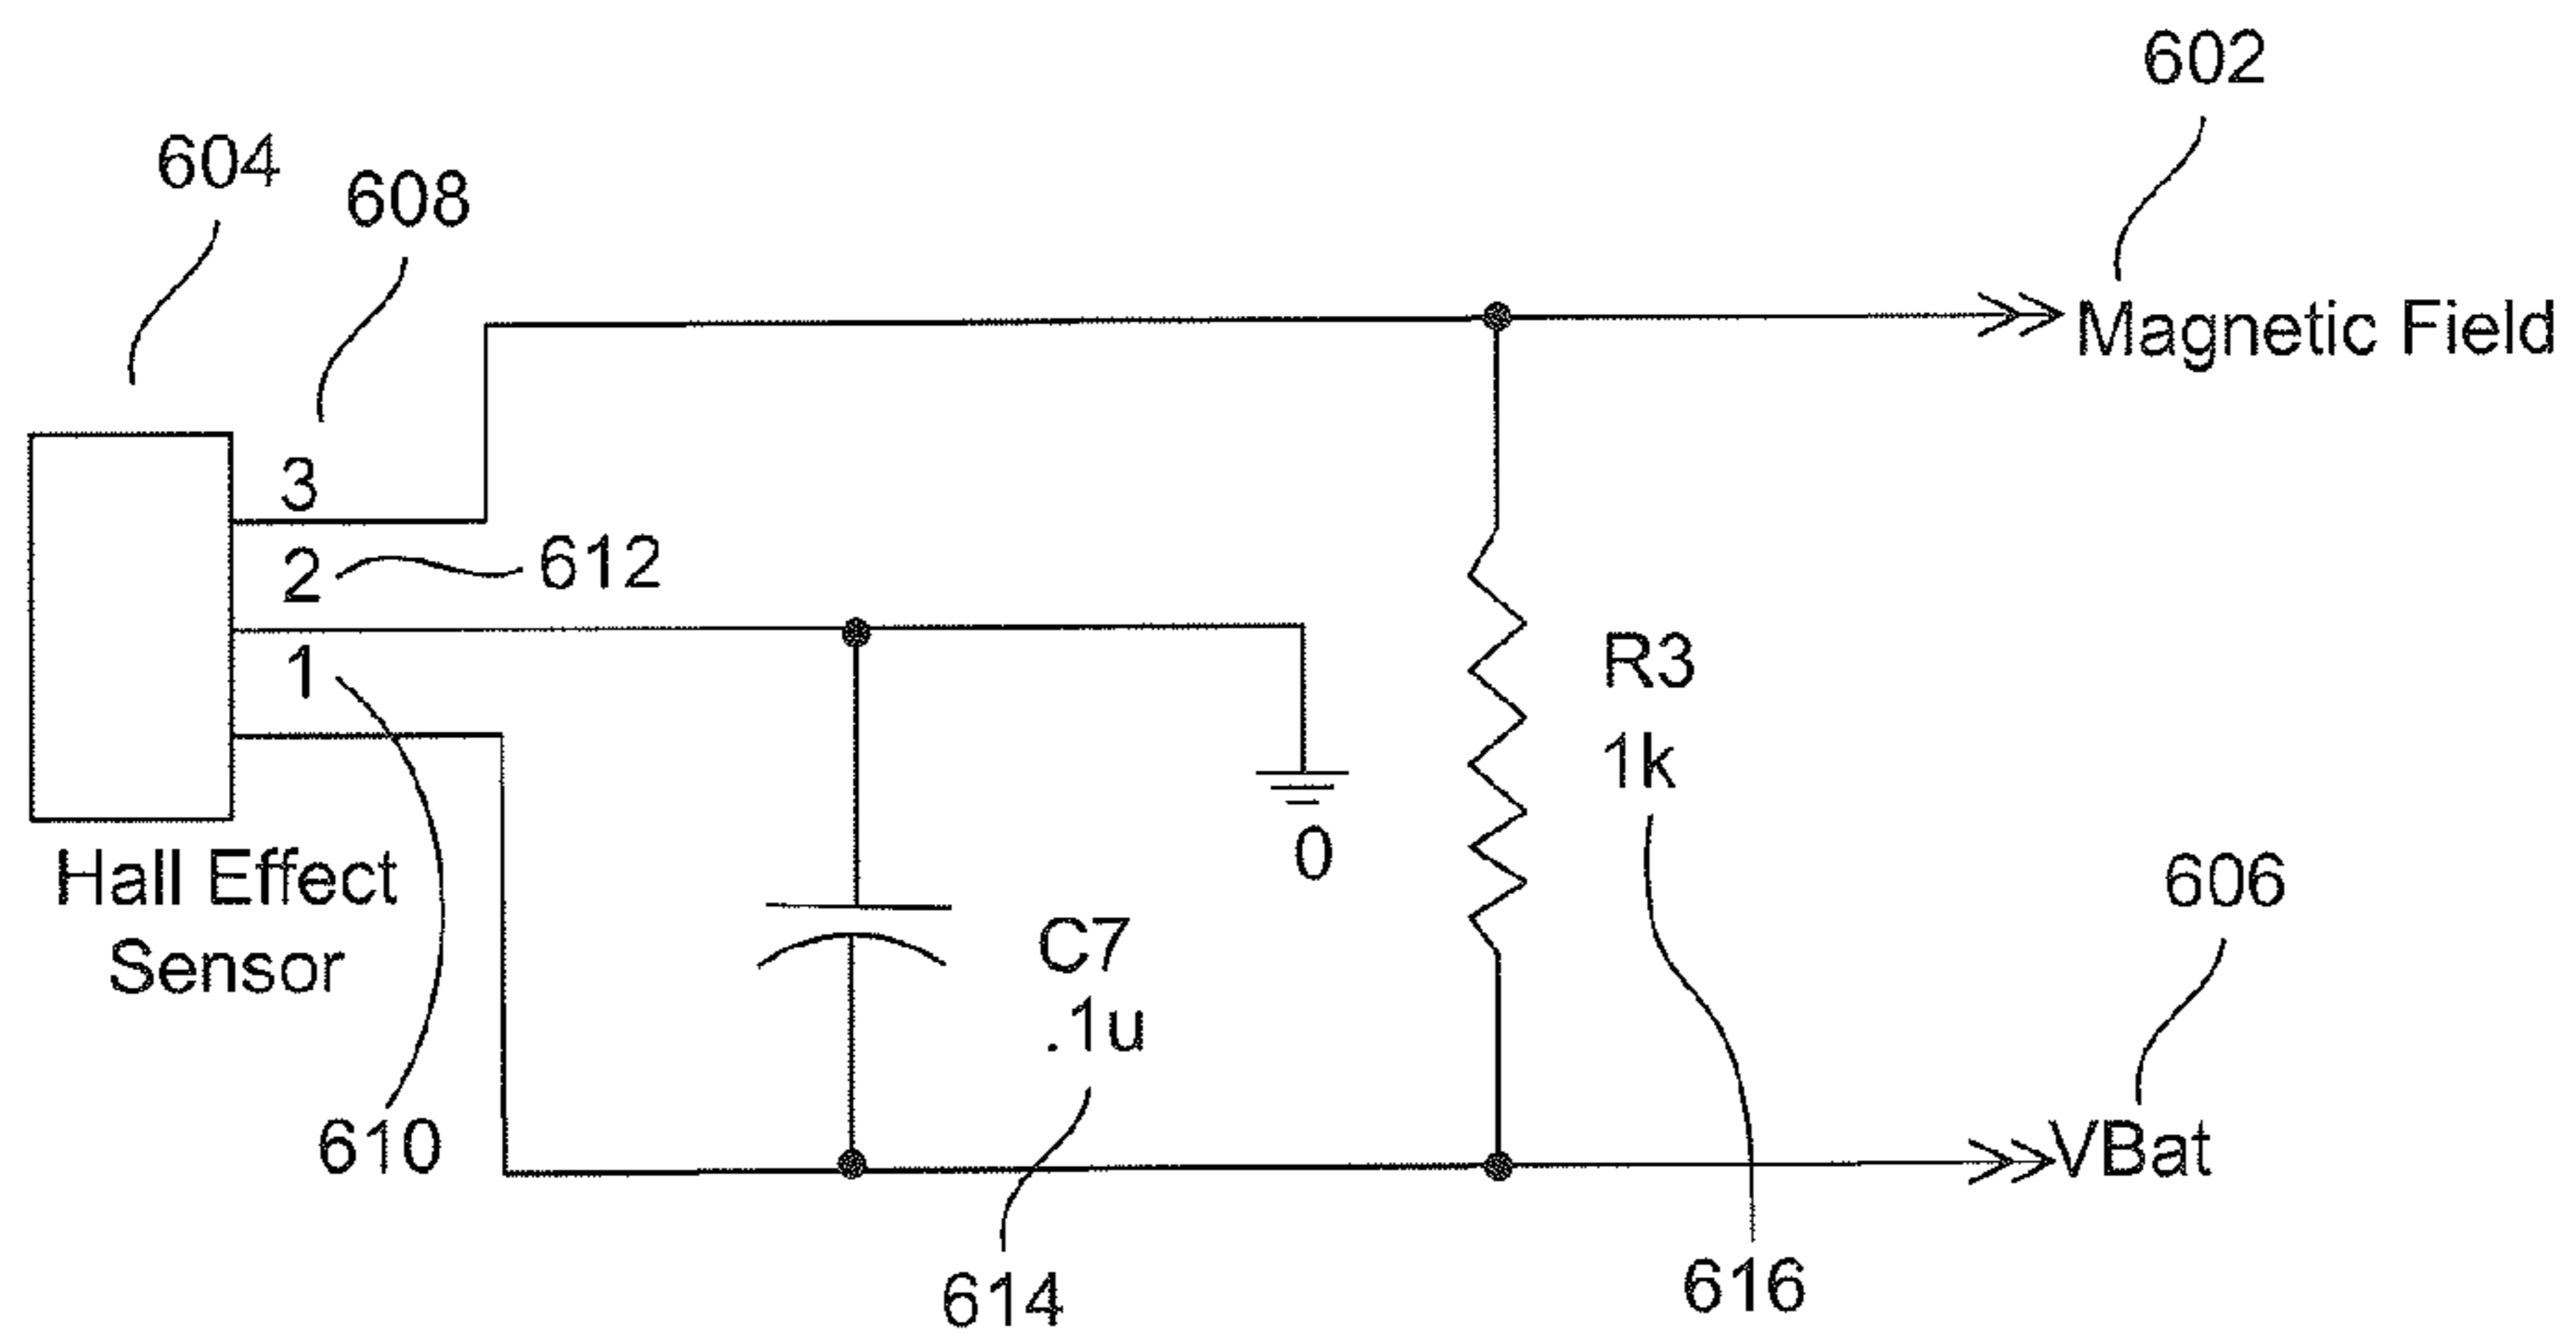 602
604
608
Magnetic Field
3
2
612
1
R3
1k
0
Hall Effect
Sensor
606
C7
.1u
610
VBat
614
616